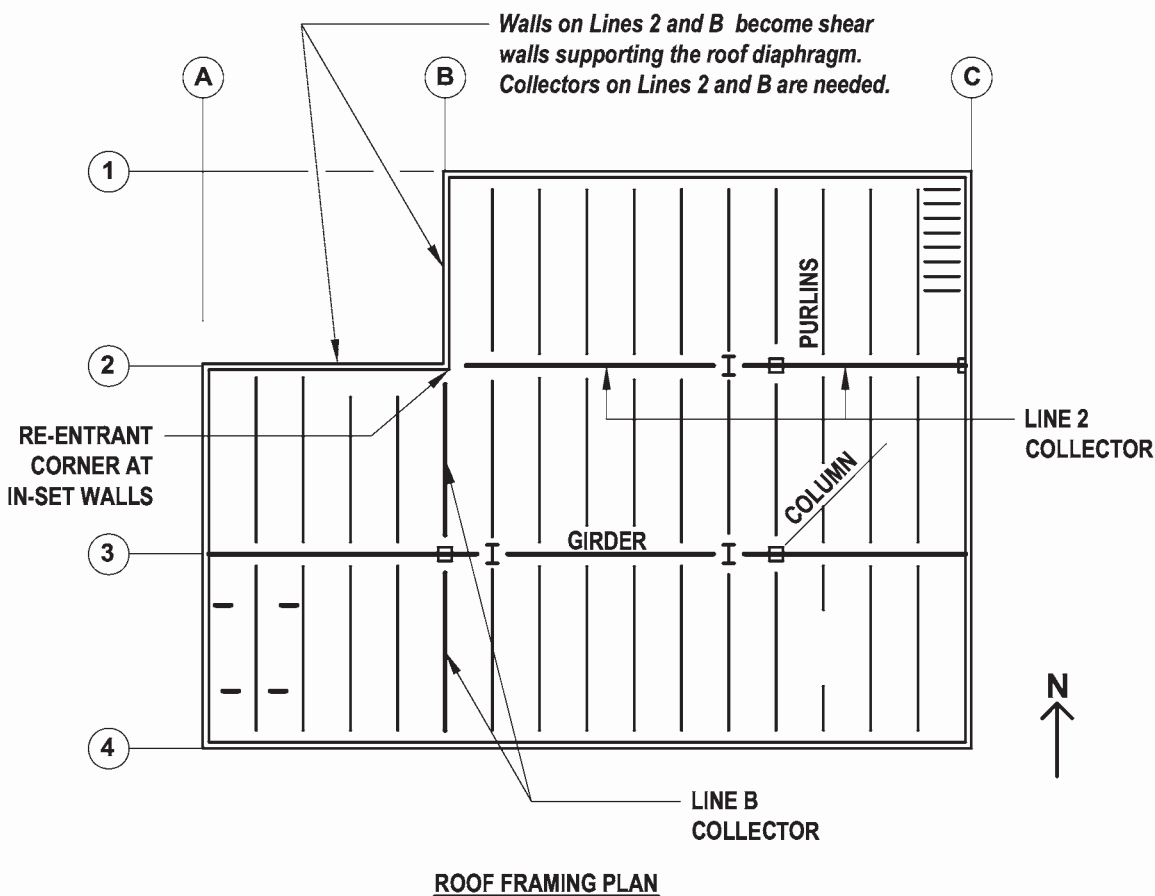 Walls on Lines 2 and B become shear
walls supporting the roof diaphragm.
Collectors on Lines 2 and B are needed.
A
B
C
1
2
3
4
PURLINS
RE-ENTRANT
CORNER AT
IN-SET WALLS
LINE 2
COLLECTOR
COLUMN
GIRDER
N
LINE B
COLLECTOR
ROOF FRAMING PLAN